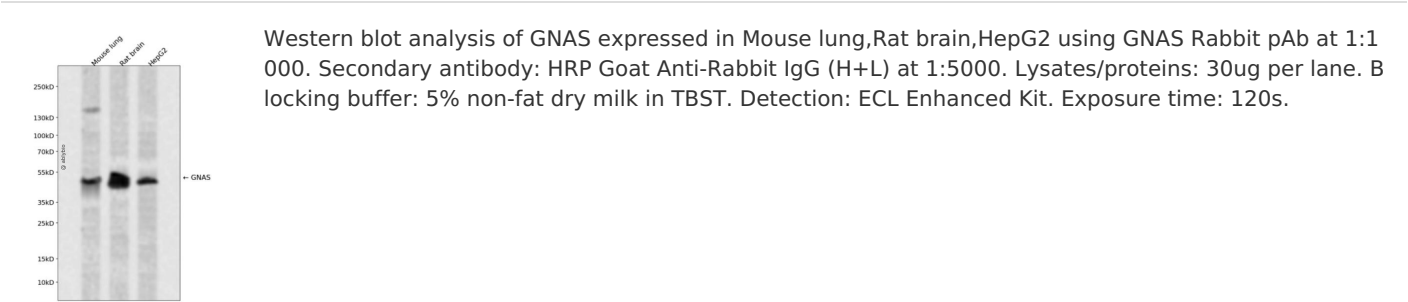 Mouse lung
Rat brain
HepG2
250kD
130kD
100kD
70kD
55kD
35kD
25kD
15kD
10kD
← GNAS
Western blot analysis of GNAS expressed in Mouse lung,Rat brain,HepG2 using GNAS Rabbit pAb at 1:1
000. Secondary antibody: HRP Goat Anti-Rabbit IgG (H+L) at 1:5000. Lysates/proteins: 30ug per lane. B
locking buffer: 5% non-fat dry milk in TBST. Detection: ECL Enhanced Kit. Exposure time: 120s.